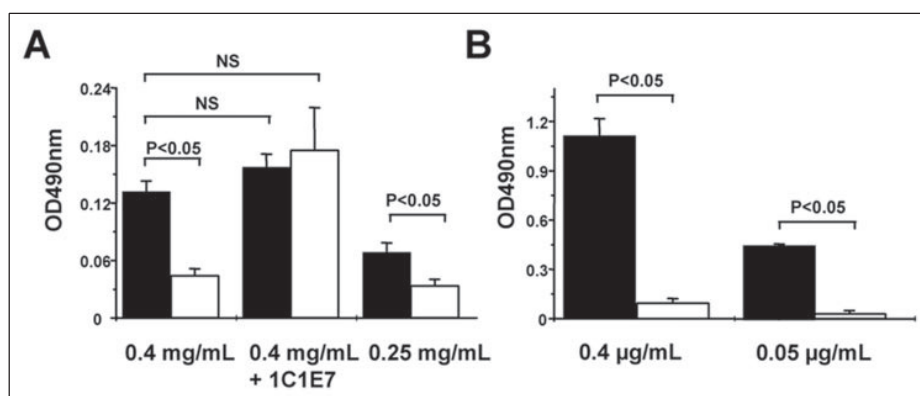 A
NS
NS
P<0.05
P<0.05
OD490nm
0.24
0.18
0.12
0.06
0
0.4 mg/mL
0.4 mg/mL
+ 1C1E7
0.25 mg/mL
B
P<0.05
P<0.05
OD490nm
1.2
0.9
0.6
0.3
0
0.4 µg/mL
0.05 µg/mL